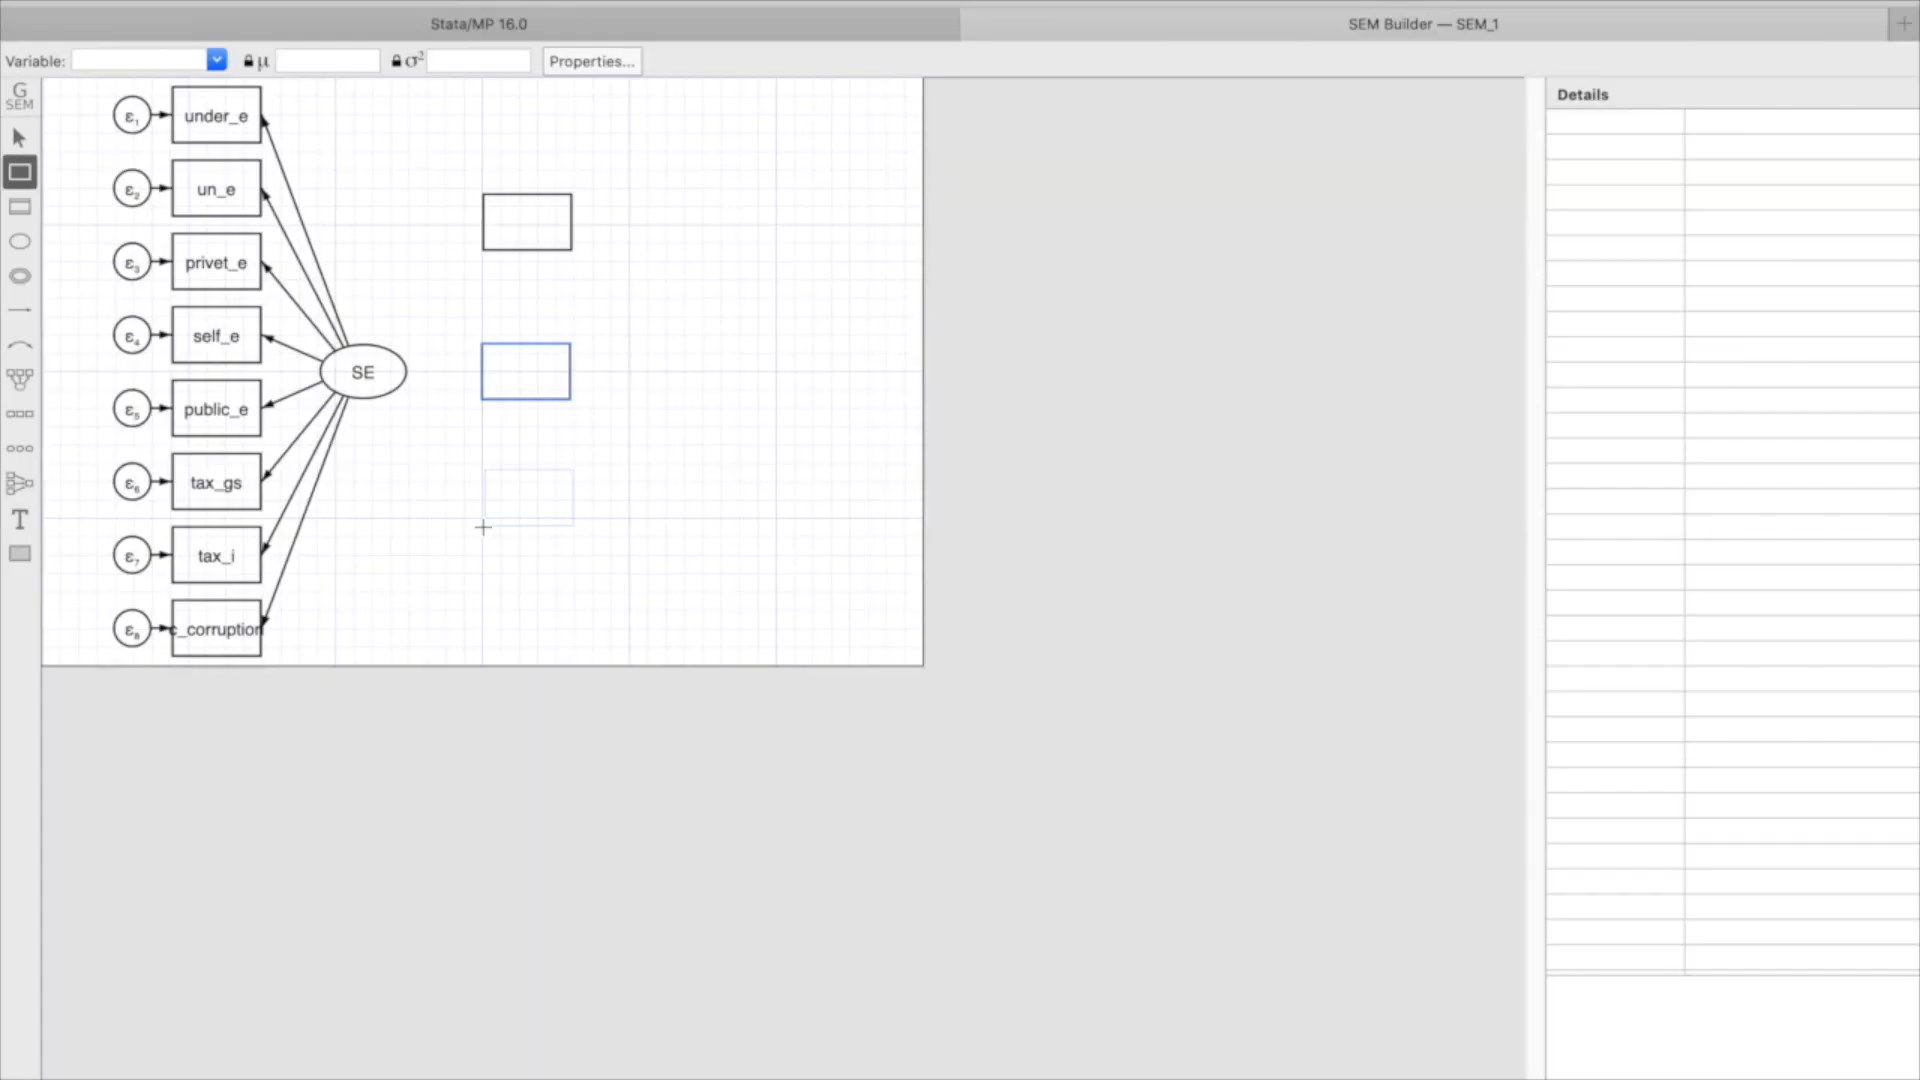 Stata/MP 16.0
SEM Builder — SEM_1
Variable:
μ
σ²
Properties...
G
SEM
Details
ε₁
under_e
ε₂
un_e
ε₃
privet_e
ε₄
self_e
SE
ε₅
public_e
ε₆
tax_gs
ε₇
tax_i
ε₈
c_corruption
T